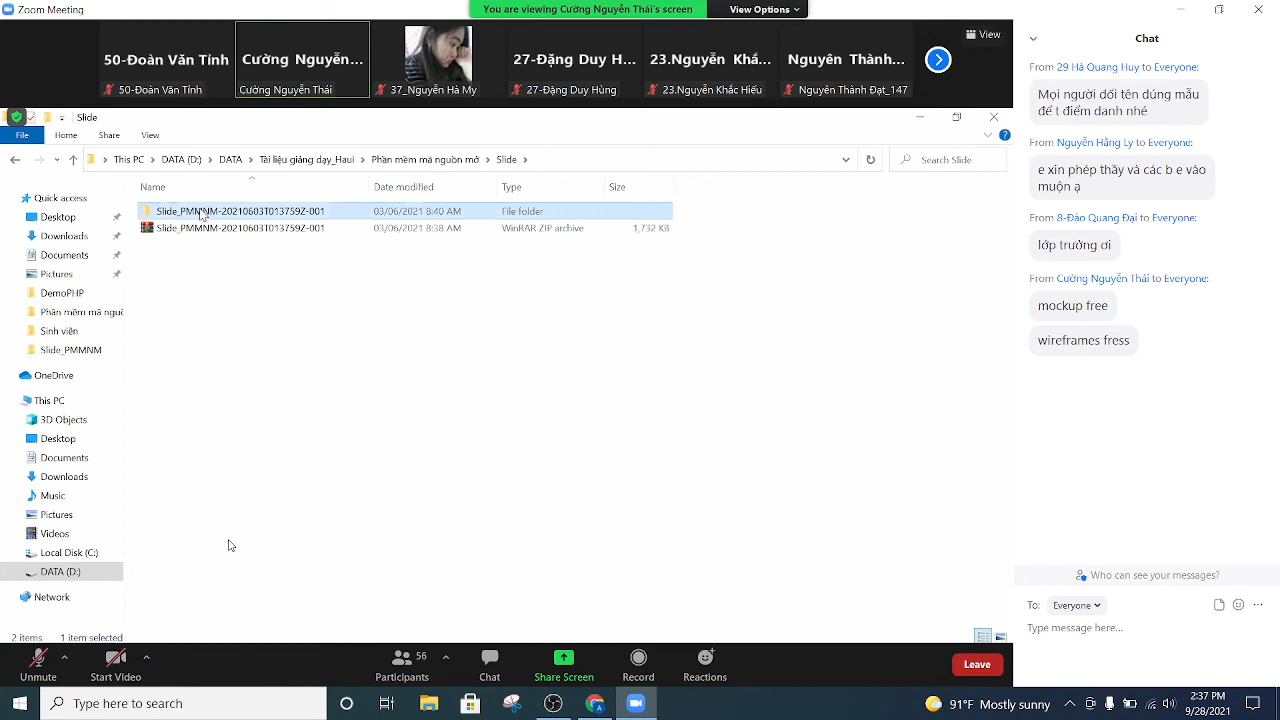 Zoom Meeting
You are viewing Cường Nguyễn Thái's screen
View Options
View
50-Đoàn Văn Tỉnh
Cường Nguyễn...
27-Đặng Duy H...
23.Nguyễn Khắ...
Nguyên Thành...
50-Đoàn Văn Tỉnh
Cường Nguyễn Thái
37_Nguyễn Hà My
27-Đặng Duy Hùng
23.Nguyễn Khắc Hiếu
Nguyên Thành Đạt_147
Slide
File
Home
Share
View
This PC
DATA (D:)
DATA
Tài liệu giảng dạy_Haui
Phần mềm mã nguồn mở
Slide
Search Slide
Name
Date modified
Type
Size
Slide_PMMNM-20210603T013759Z-001
03/06/2021 8:40 AM
File folder
Slide_PMMNM-20210603T013759Z-001
03/06/2021 8:38 AM
WinRAR ZIP archive
1,732 KB
Quick access
Desktop
Downloads
Documents
Pictures
DemoPHP
Phần mềm mã nguồ
Sinh viên
Slide_PMMNM
OneDrive
This PC
3D Objects
Desktop
Documents
Downloads
Music
Pictures
Videos
Local Disk (C:)
DATA (D:)
Network
2 items
1 item selected
Chat
From 29 Hà Quang Huy to Everyone:
Mọi người đổi tên đúng mẫu
để t điểm danh nhé
From Nguyễn Hằng Ly to Everyone:
e xin phép thầy và các b e vào
muộn ạ
From 8-Đào Quang Đại to Everyone:
lớp trưởng ơi
From Cường Nguyễn Thái to Everyone:
mockup free
wireframes fress
Who can see your messages?
To:
Everyone
Type message here...
Unmute
Start Video
56
Participants
Chat
Share Screen
Record
Reactions
Leave
Type here to search
91°F Mostly sunny
2:37 PM
9/28/2021